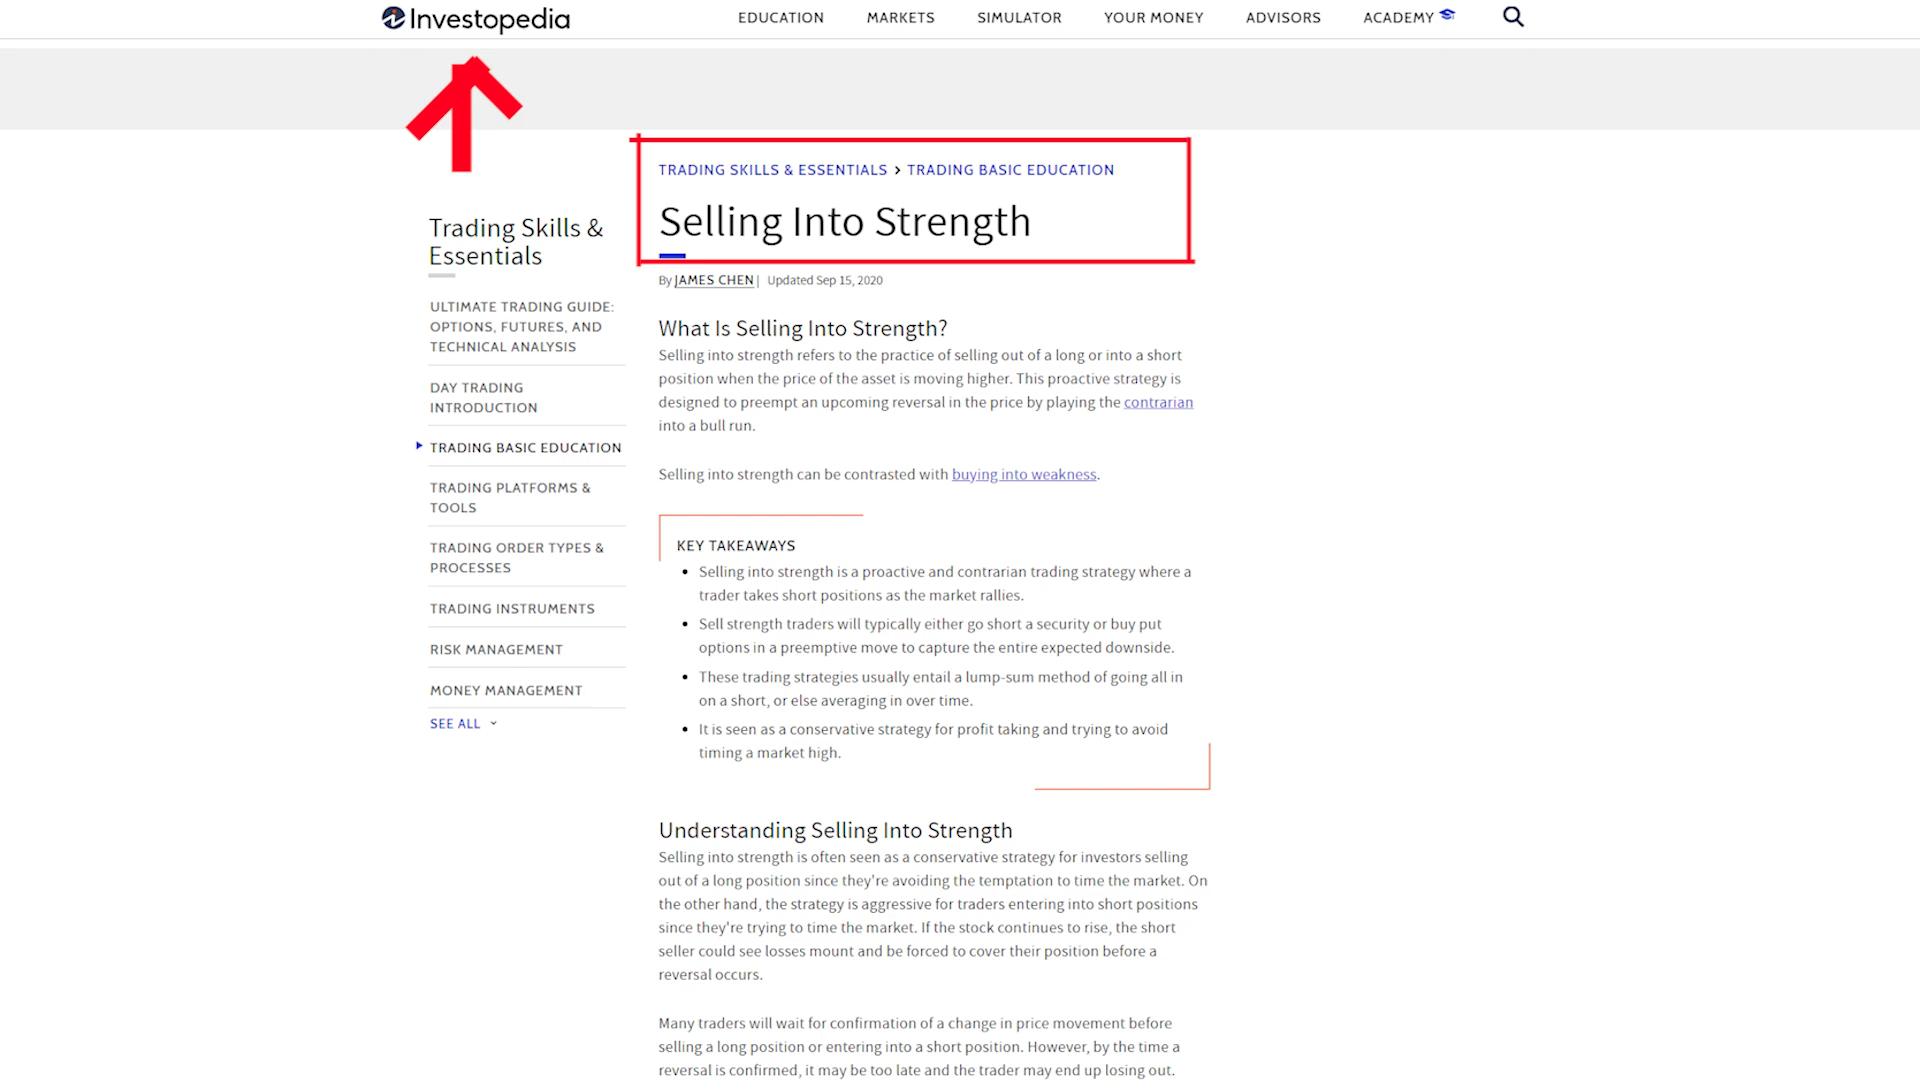 Investopedia
EDUCATION MARKETS SIMULATOR YOUR MONEY ADVISORS ACADEMY
TRADING SKILLS & ESSENTIALS > TRADING BASIC EDUCATION
Selling Into Strength
By JAMES CHEN | Updated Sep 15, 2020
Trading Skills &
Essentials
ULTIMATE TRADING GUIDE:
OPTIONS, FUTURES, AND
TECHNICAL ANALYSIS
DAY TRADING
INTRODUCTION
TRADING BASIC EDUCATION
TRADING PLATFORMS &
TOOLS
TRADING ORDER TYPES &
PROCESSES
TRADING INSTRUMENTS
RISK MANAGEMENT
MONEY MANAGEMENT
SEE ALL
What Is Selling Into Strength?
Selling into strength refers to the practice of selling out of a long or into a short
position when the price of the asset is moving higher. This proactive strategy is
designed to preempt an upcoming reversal in the price by playing the contrarian
into a bull run.
Selling into strength can be contrasted with buying into weakness.
KEY TAKEAWAYS
• Selling into strength is a proactive and contrarian trading strategy where a
trader takes short positions as the market rallies.
• Sell strength traders will typically either go short a security or buy put
options in a preemptive move to capture the entire expected downside.
• These trading strategies usually entail a lump-sum method of going all in
on a short, or else averaging in over time.
• It is seen as a conservative strategy for profit taking and trying to avoid
timing a market high.
Understanding Selling Into Strength
Selling into strength is often seen as a conservative strategy for investors selling
out of a long position since they're avoiding the temptation to time the market. On
the other hand, the strategy is aggressive for traders entering into short positions
since they're trying to time the market. If the stock continues to rise, the short
seller could see losses mount and be forced to cover their position before a
reversal occurs.
Many traders will wait for confirmation of a change in price movement before
selling a long position or entering into a short position. However, by the time a
reversal is confirmed, it may be too late and the trader may end up losing out.